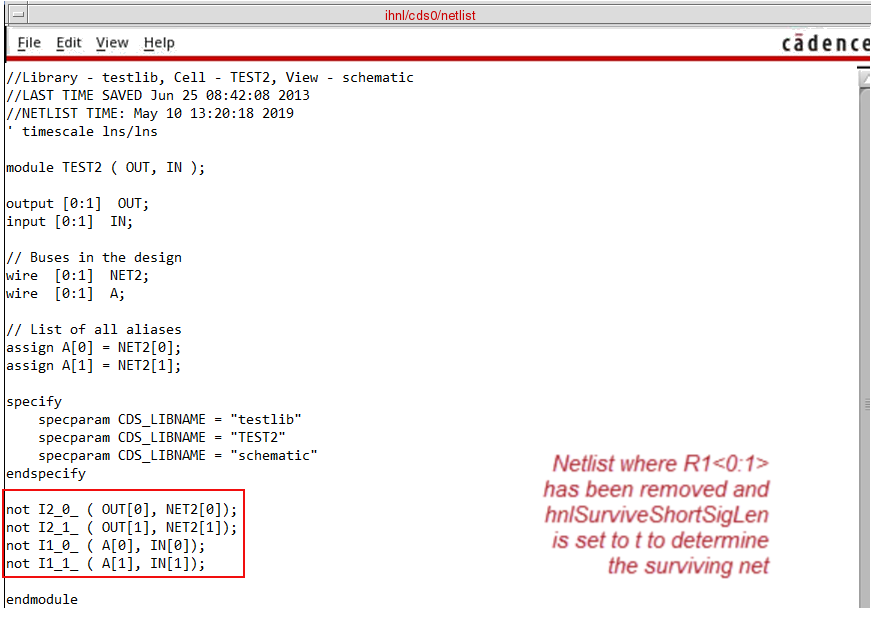 ihnl/cds0/netlist
File Edit View Help
cādence
//Library - testlib, Cell - TEST2, View - schematic
//LAST TIME SAVED Jun 25 08:42:08 2013
//NETLIST TIME: May 10 13:20:18 2019
' timescale lns/lns
module TEST2 ( OUT, IN );
output [0:1]  OUT;
input [0:1]  IN;
// Buses in the design
wire  [0:1]  NET2;
wire  [0:1]  A;
// List of all aliases
assign A[0] = NET2[0];
assign A[1] = NET2[1];
specify
    specparam CDS_LIBNAME = "testlib"
    specparam CDS_LIBNAME = "TEST2"
    specparam CDS_LIBNAME = "schematic"
endspecify
not I2_0_ ( OUT[0], NET2[0]);
not I2_1_ ( OUT[1], NET2[1]);
not I1_0_ ( A[0], IN[0]);
not I1_1_ ( A[1], IN[1]);
endmodule
Netlist where R1<0:1>
has been removed and
hnlSurviveShortSigLen
is set to t to determine
the surviving net